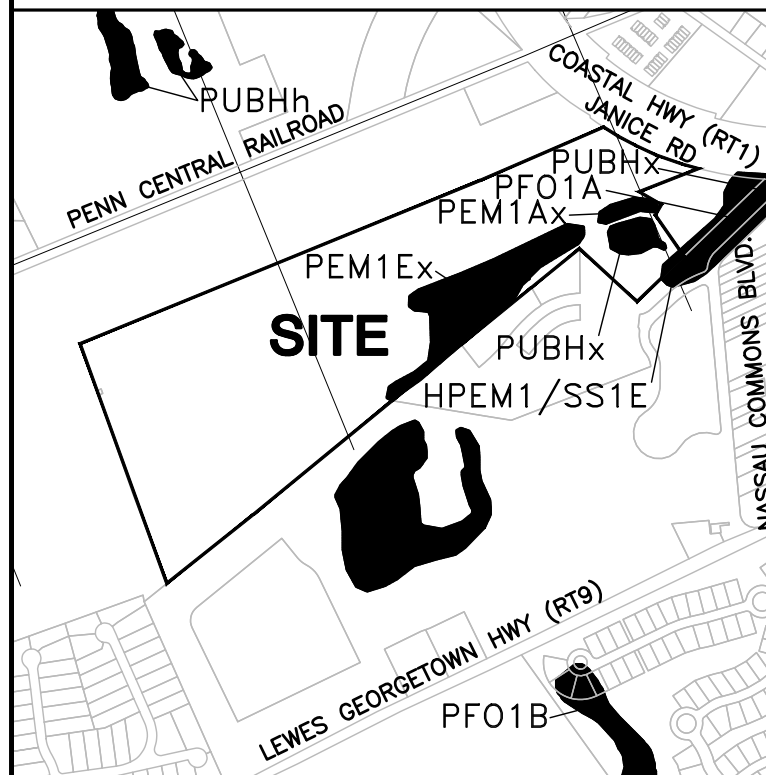 PUBHh
PENN CENTRAL RAILROAD
COASTAL HWY (RT1)
JANICE RD
PUBHx
PFO1A
PEM1Ax
PEM1Ex
SITE
PUBHx
HPEM1/SS1E
NASSAU COMMONS BLVD.
LEWES GEORGETOWN HWY (RT9)
PFO1B